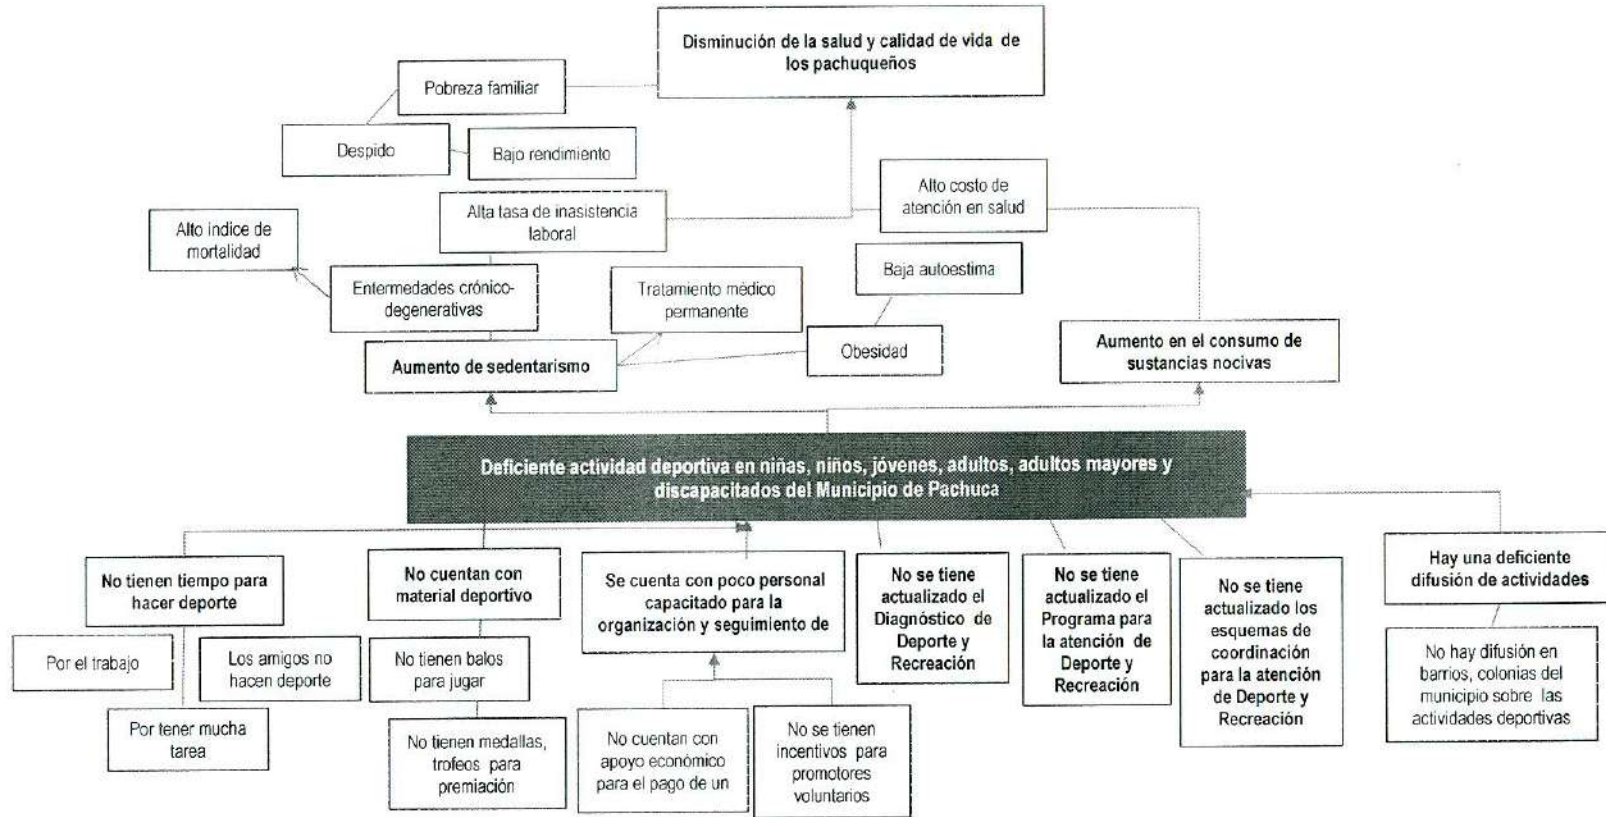 Disminución de la salud y calidad de vida de
los pachuqueños
Pobreza familiar
Despido
Bajo rendimiento
Alto costo de
atención en salud
Alta tasa de inasistencia
laboral
Alto indice de
mortalidad
Baja autoestima
Entermedades crónico-
degenerativas
Tratamiento médico
permanente
Aumento de sedentarismo
Obesidad
Aumento en el consumo de
sustancias nocivas
Deficiente actividad deportiva en niñas, niños, jóvenes, adultos, adultos mayores y
discapacitados del Municipio de Pachuca
No tienen tiempo para
hacer deporte
No cuentan con
material deportivo
Se cuenta con poco personal
capacitado para la
organización y seguimiento de
No se tiene
actualizado el
Diagnóstico de
Deporte y
Recreación
No se tiene
actualizado el
Programa para
la atención de
Deporte y
Recreación
No se tiene
actualizado los
esquemas de
coordinación
para la atención
de Deporte y
Recreación
Hay una deficiente
difusión de actividades
Por el trabajo
Los amigos no
hacen deporte
Por tener mucha
tarea
No tienen balos
para jugar
No tienen medallas,
trofeos para
premiación
No cuentan con
apoyo económico
para el pago de un
No se tienen
incentivos para
promotores
voluntarios
No hay difusión en
barrios, colonias del
municipio sobre las
actividades deportivas